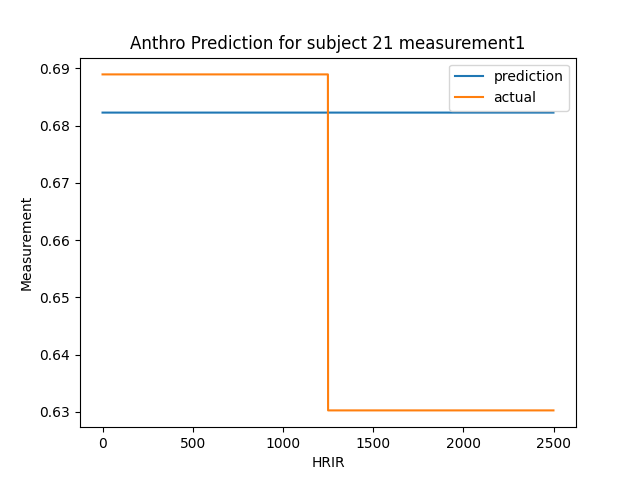 Anthro Prediction for subject 21 measurement1
prediction
actual
0.69
0.68
0.67
0.66
0.65
0.64
0.63
Measurement
0 500 1000 1500 2000 2500
HRIR